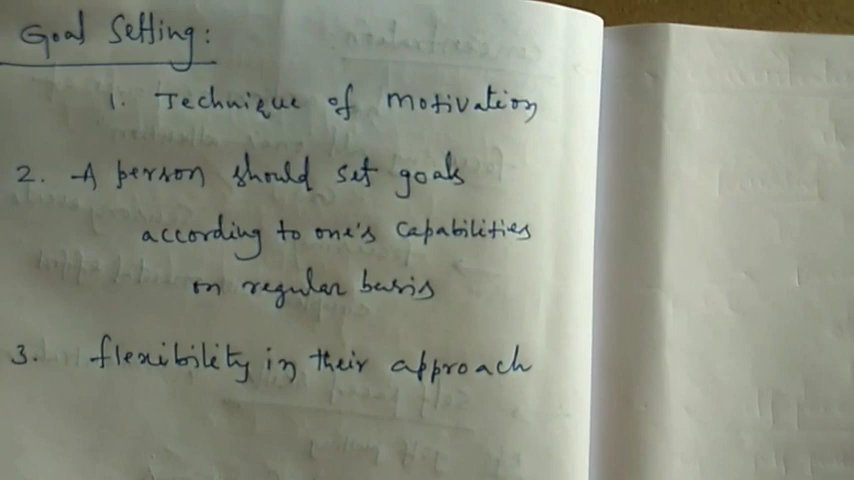 Goal Setting:
1. Technique of motivation
2. A person should set goals
according to one's capabilities
on regular basis
3. flexibility in their approach